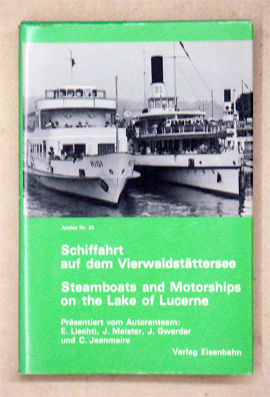 RIGI
Archiv Nr. 21
Schiffahrt
auf dem Vierwaldstättersee
Steamboats and Motorships
on the Lake of Lucerne
Präsentiert vom Autorenteam:
E. Liechti, J. Meister, J. Gwerder
und C. Jeanmaire
Verlag Eisenbahn